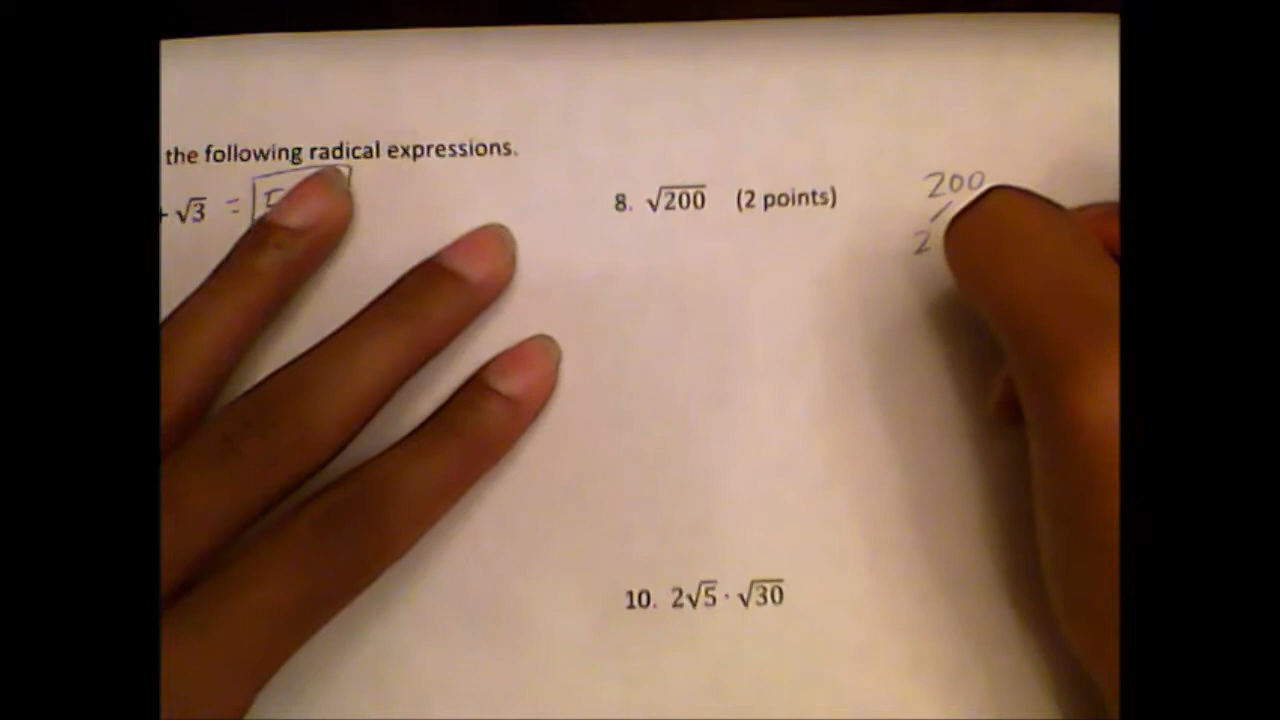 the following radical expressions.
√3 =
8. √200 (2 points)
200
2
10. 2√5 · √30